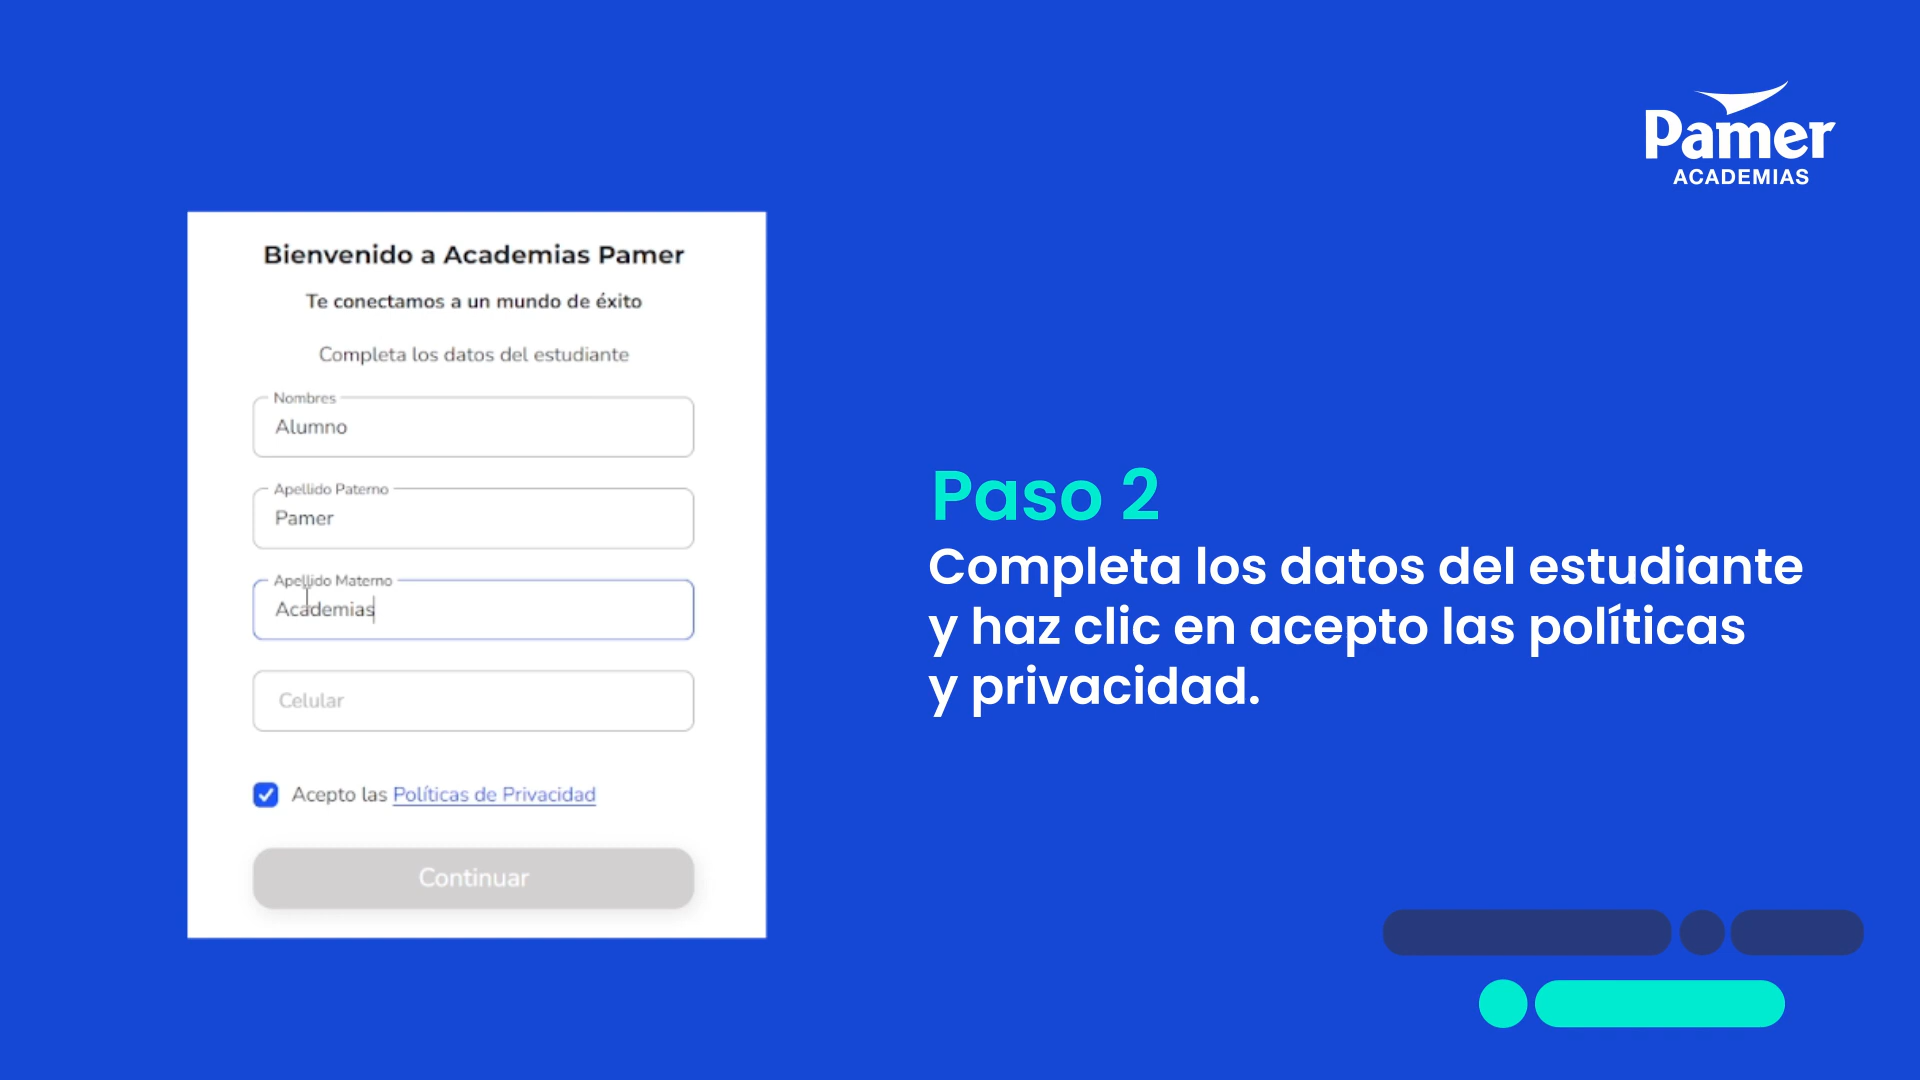 Pamer
ACADEMIAS
Bienvenido a Academias Pamer
Te conectamos a un mundo de éxito
Completa los datos del estudiante
Nombres
Alumno
Apellido Paterno
Pamer
Apellido Materno
Academias
Celular
Acepto las Políticas de Privacidad
Continuar
Paso 2
Completa los datos del estudiante
y haz clic en acepto las políticas
y privacidad.